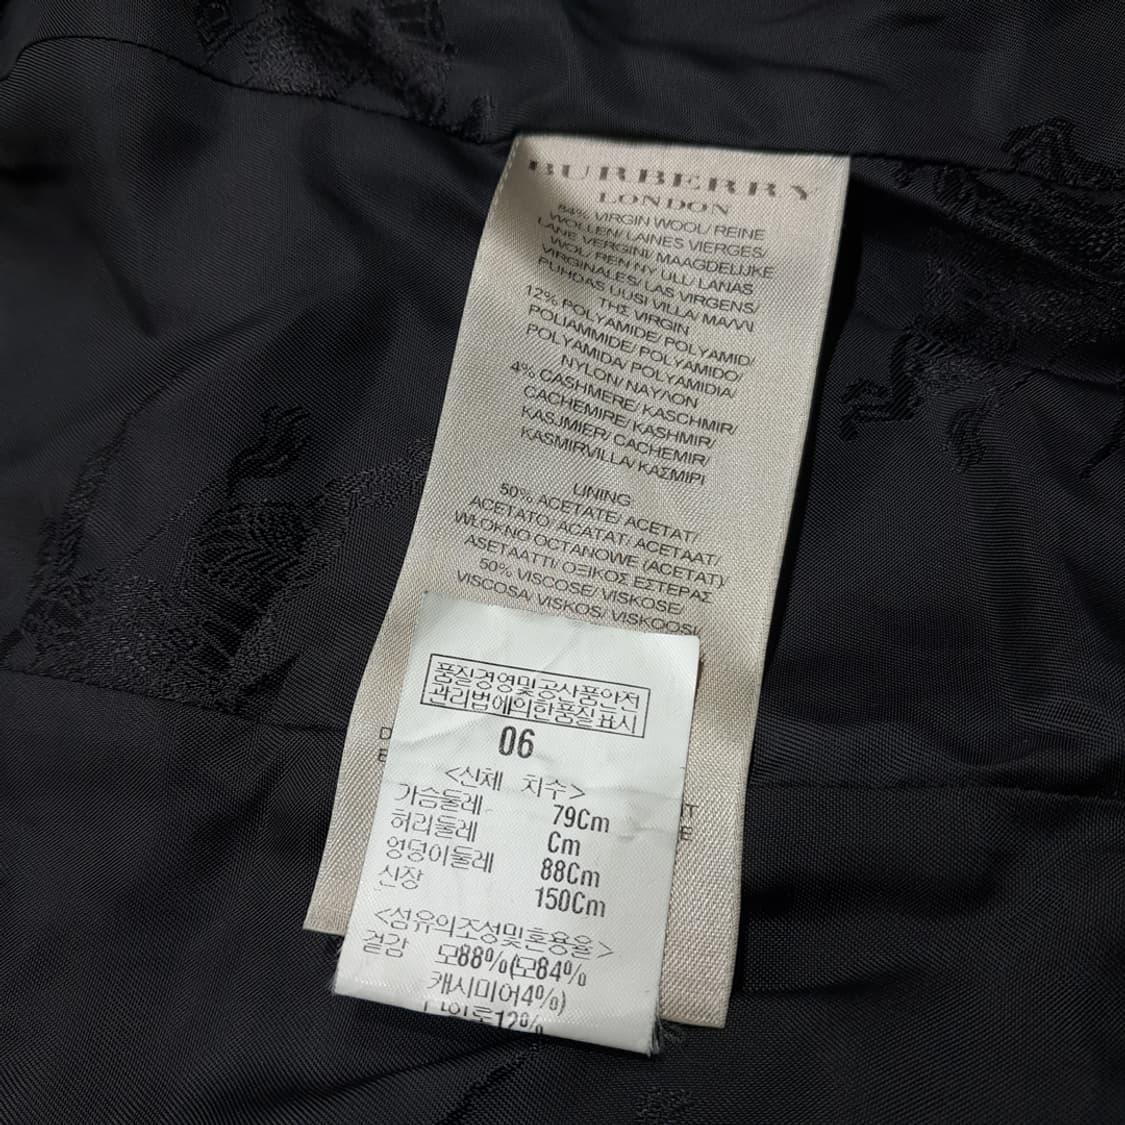 BURBERRY
LONDON
84% VIRGIN WOOL/ REINE
WOLLEN/ LAINES VIERGES/
LANE VERGINI/ MAAGDELIJKE
WOL/ REN NY ULL/ LANAS
VIRGINALES/ LAS VIRGENS/
PUHDAS UUSI VILLA/
THΣ VIRGIN
12% POLYAMIDE/ POLYAMID/
POLIAMMIDE/ POLYAMIDO/
POLYAMIDA/ POLYAMIDIA/
NYLON/ ΝΑΥΛΟΝ
4% CASHMERE/ KASCHMIR/
CACHEMIRE/ KASHMIR/
KASJMIER/ CACHEMIR/
KASMIRVILLA/ ΚΑΣΜΙΡΙ
LINING:
50% ACETATE/ ACETAT/
ACETATO/ ACATAT/ ACETAAT/
WŁOKNO OCTANOWE (ACETAT)/
ASETAATTI/ ΟΞΙΚΟΣ ΕΣΤΕΡΑΣ
50% VISCOSE/ VISKOSE/
VISCOSA/ VISKOS/ VISKOOSI
품질경영및공산품안전
관리법에의한품질표시
06
<신체 치수>
가슴둘레 79Cm
허리둘레 Cm
엉덩이둘레 88Cm
신장 150Cm
<섬유의조성및혼용율>
겉감 모88%(모84%
캐시미어4%)
12%